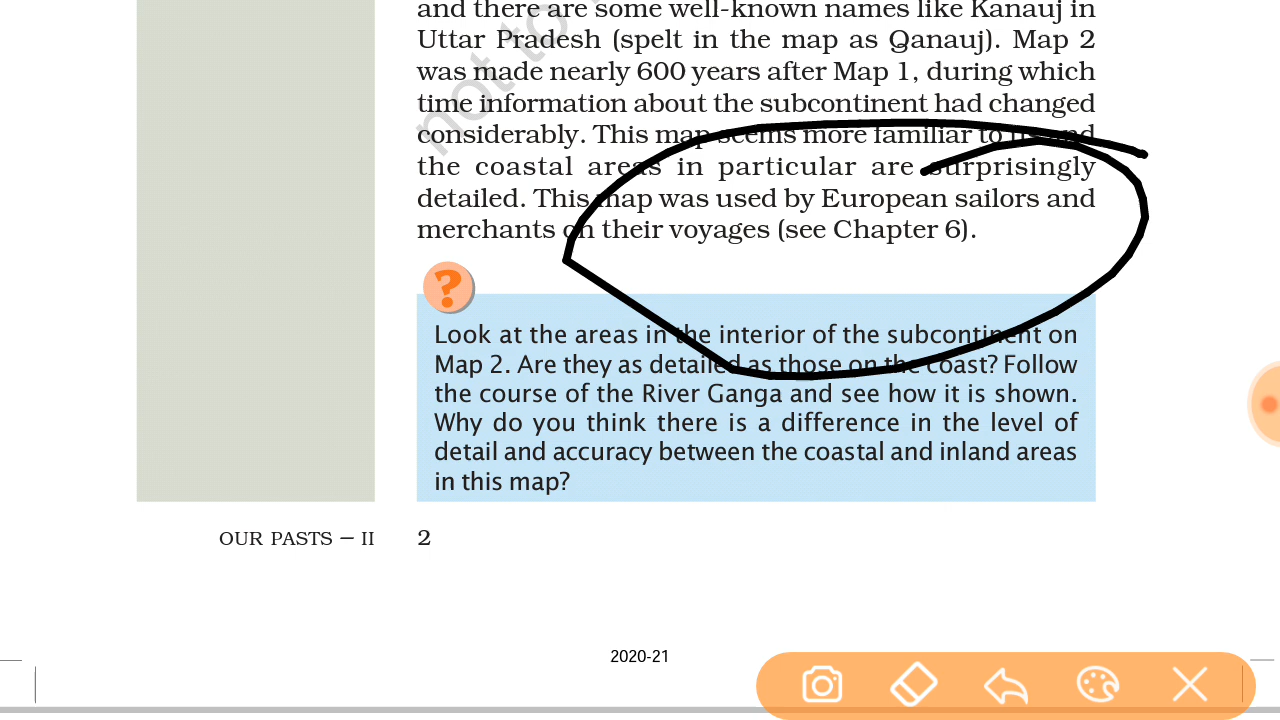 and there are some well-known names like Kanauj in
Uttar Pradesh (spelt in the map as Qanauj). Map 2
was made nearly 600 years after Map 1, during which
time information about the subcontinent had changed
considerably. This map seems more familiar to us and
the coastal areas in particular are surprisingly
detailed. This map was used by European sailors and
merchants on their voyages (see Chapter 6).
not to
?
Look at the areas in the interior of the subcontinent on
Map 2. Are they as detailed as those on the coast? Follow
the course of the River Ganga and see how it is shown.
Why do you think there is a difference in the level of
detail and accuracy between the coastal and inland areas
in this map?
OUR PASTS – II 2
2020-21